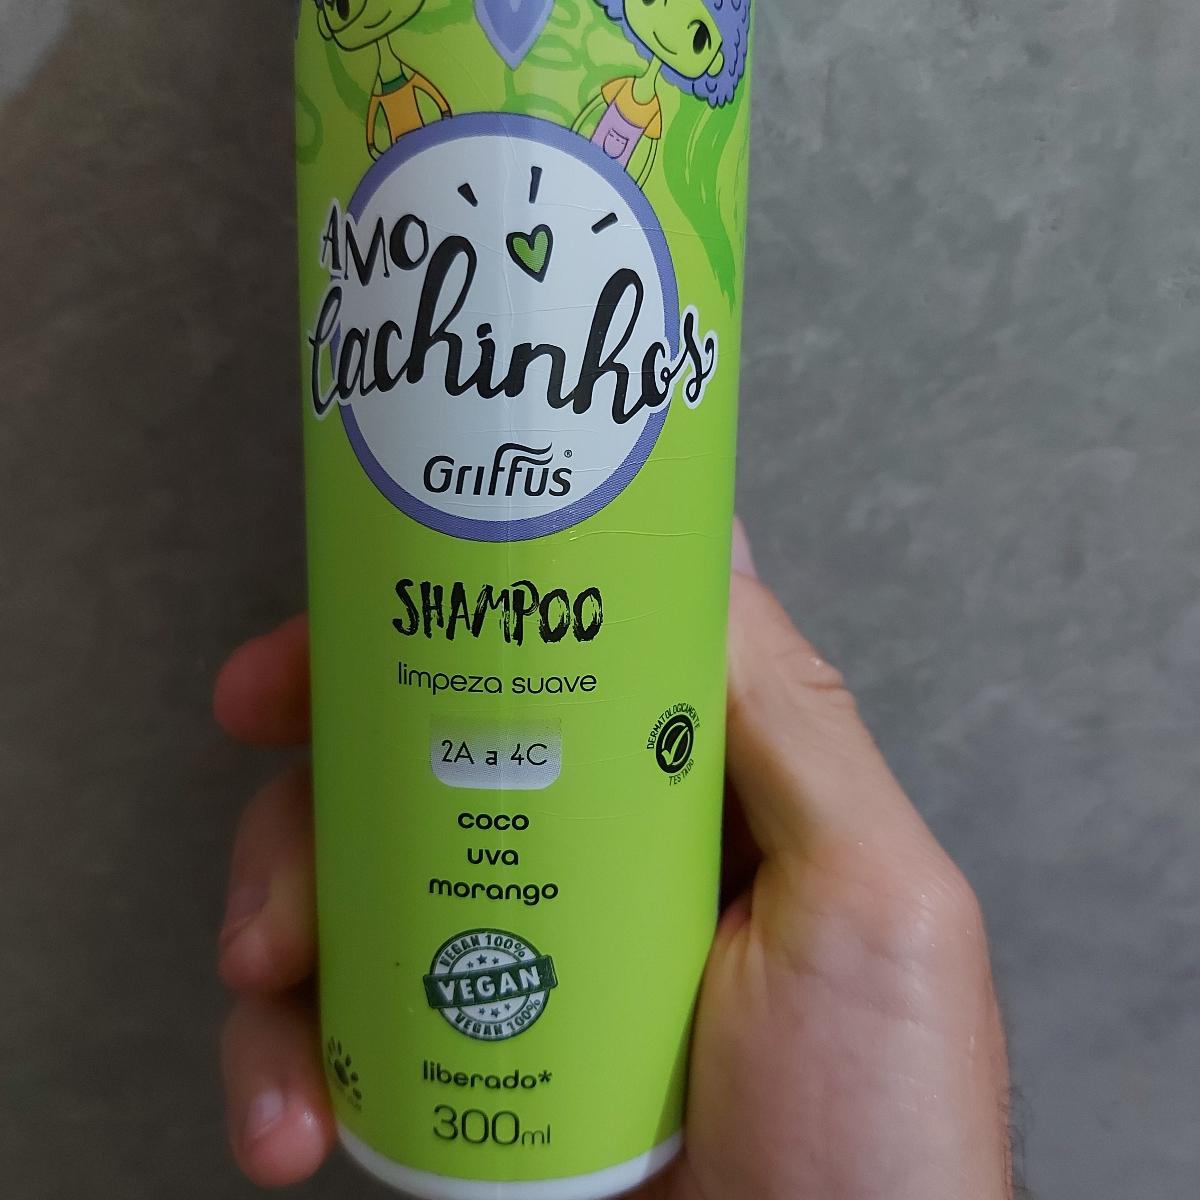 AMO
Cachinhos
Griffus®
SHAMPOO
limpeza suave
2A a 4C
DERMATOLOGICAMENTE
TESTADO
coco
uva
morango
VEGAN 100%
VEGAN
VEGAN 100%
liberado*
300ml